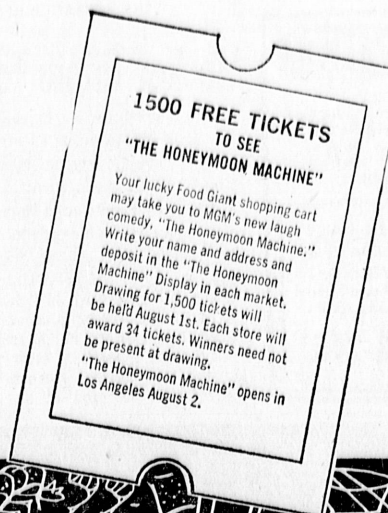 1500 FREE TICKETS
TO SEE
"THE HONEYMOON MACHINE"
Your lucky Food Giant shopping cart
may take you to MGM's new laugh
comedy, "The Honeymoon Machine."
Write your name and address and
deposit in the "The Honeymoon
Machine" Display in each market.
Drawing for 1,500 tickets will
be held August 1st. Each store will
award 34 tickets. Winners need not
be present at drawing.
"The Honeymoon Machine" opens in
Los Angeles August 2.